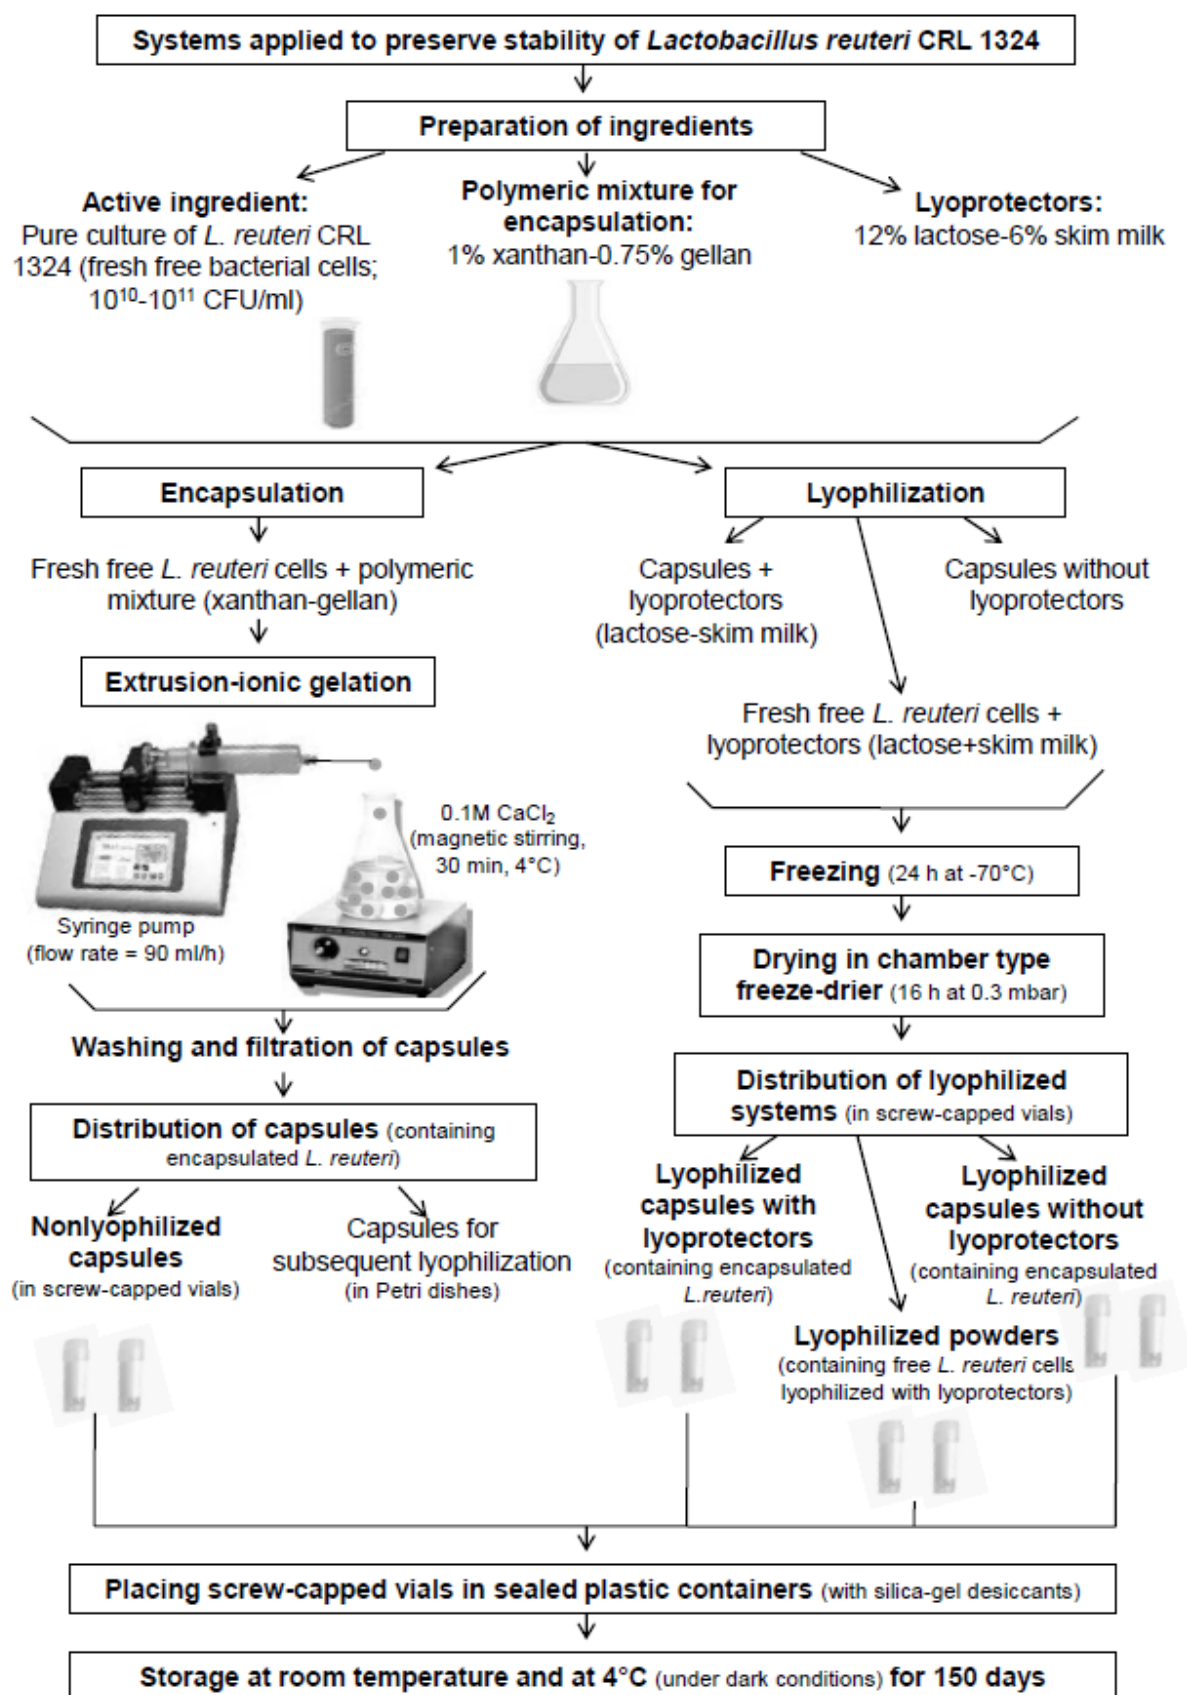 Systems applied to preserve stability of Lactobacillus reuteri CRL 1324
Preparation of ingredients
Active ingredient:
Pure culture of L. reuteri CRL
1324 (fresh free bacterial cells;
10¹⁰-10¹¹ CFU/ml)
Polymeric mixture for
encapsulation:
1% xanthan-0.75% gellan
Lyoprotectors:
12% lactose-6% skim milk
Encapsulation
Fresh free L. reuteri cells + polymeric
mixture (xanthan-gellan)
Extrusion-ionic gelation
0.1M CaCl₂
(magnetic stirring,
30 min, 4°C)
Syringe pump
(flow rate = 90 ml/h)
Washing and filtration of capsules
Distribution of capsules (containing
encapsulated L. reuteri)
Nonlyophilized
capsules
(in screw-capped vials)
Capsules for
subsequent lyophilization
(in Petri dishes)
Lyophilization
Capsules +
lyoprotectors
(lactose-skim milk)
Capsules without
lyoprotectors
Fresh free L. reuteri cells +
lyoprotectors (lactose+skim milk)
Freezing (24 h at -70°C)
Drying in chamber type
freeze-drier (16 h at 0.3 mbar)
Distribution of lyophilized
systems (in screw-capped vials)
Lyophilized
capsules with
lyoprotectors
(containing encapsulated
L.reuteri)
Lyophilized
capsules without
lyoprotectors
(containing encapsulated
L. reuteri)
Lyophilized powders
(containing free L. reuteri cells
lyophilized with lyoprotectors)
Placing screw-capped vials in sealed plastic containers (with silica-gel desiccants)
Storage at room temperature and at 4°C (under dark conditions) for 150 days